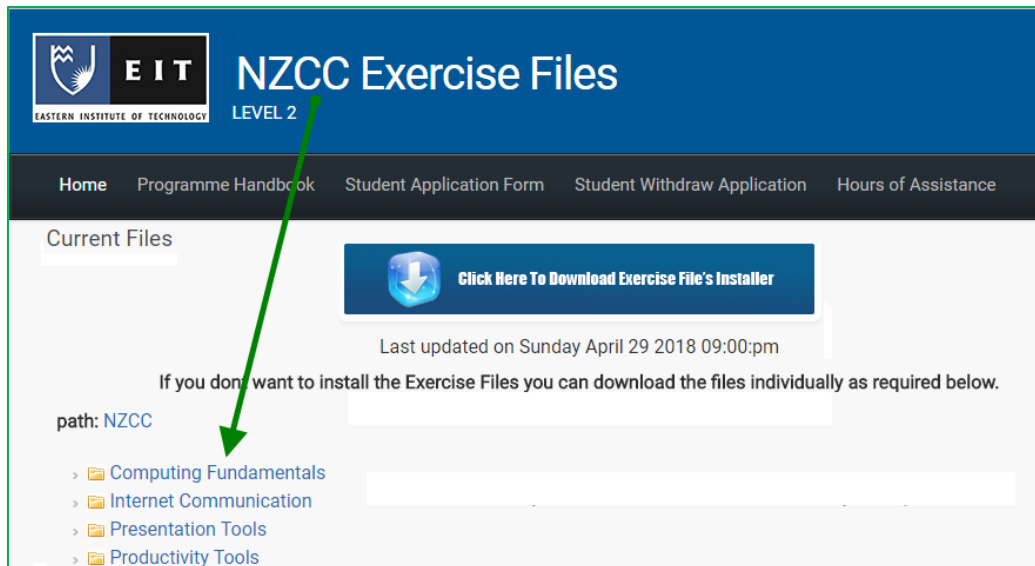 EIT
EASTERN INSTITUTE OF TECHNOLOGY
NZCC Exercise Files
LEVEL 2
Home Programme Handbook Student Application Form Student Withdraw Application Hours of Assistance
Current Files
Click Here To Download Exercise File's Installer
Last updated on Sunday April 29 2018 09:00:pm
If you dont want to install the Exercise Files you can download the files individually as required below.
path: NZCC
Computing Fundamentals
Internet Communication
Presentation Tools
Productivity Tools